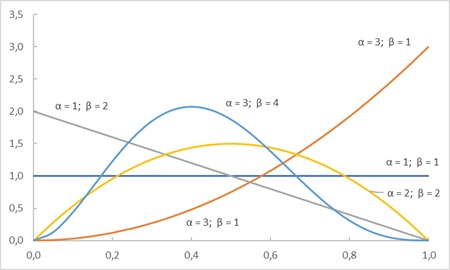 3,5
3,0
α = 3;  β = 1
2,5
2,0
α = 1;  β = 2
α = 3;  β = 4
1,5
α = 1;  β = 1
1,0
α = 2;  β = 2
0,5
α = 3;  β = 1
0,0
0,0 0,2 0,4 0,6 0,8 1,0